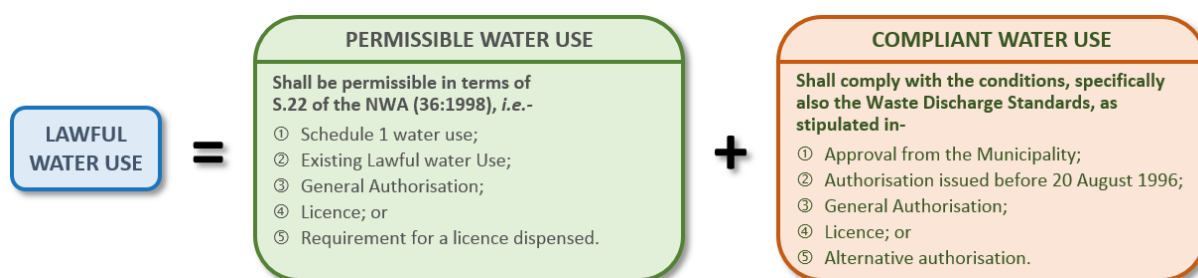 LAWFUL
WATER USE
=
PERMISSIBLE WATER USE
Shall be permissible in terms of
S.22 of the NWA (36:1998), i.e.-
① Schedule 1 water use;
② Existing Lawful water Use;
③ General Authorisation;
④ Licence; or
⑤ Requirement for a licence dispensed.
+
COMPLIANT WATER USE
Shall comply with the conditions, specifically
also the Waste Discharge Standards, as
stipulated in-
① Approval from the Municipality;
② Authorisation issued before 20 August 1996;
③ General Authorisation;
④ Licence; or
⑤ Alternative authorisation.